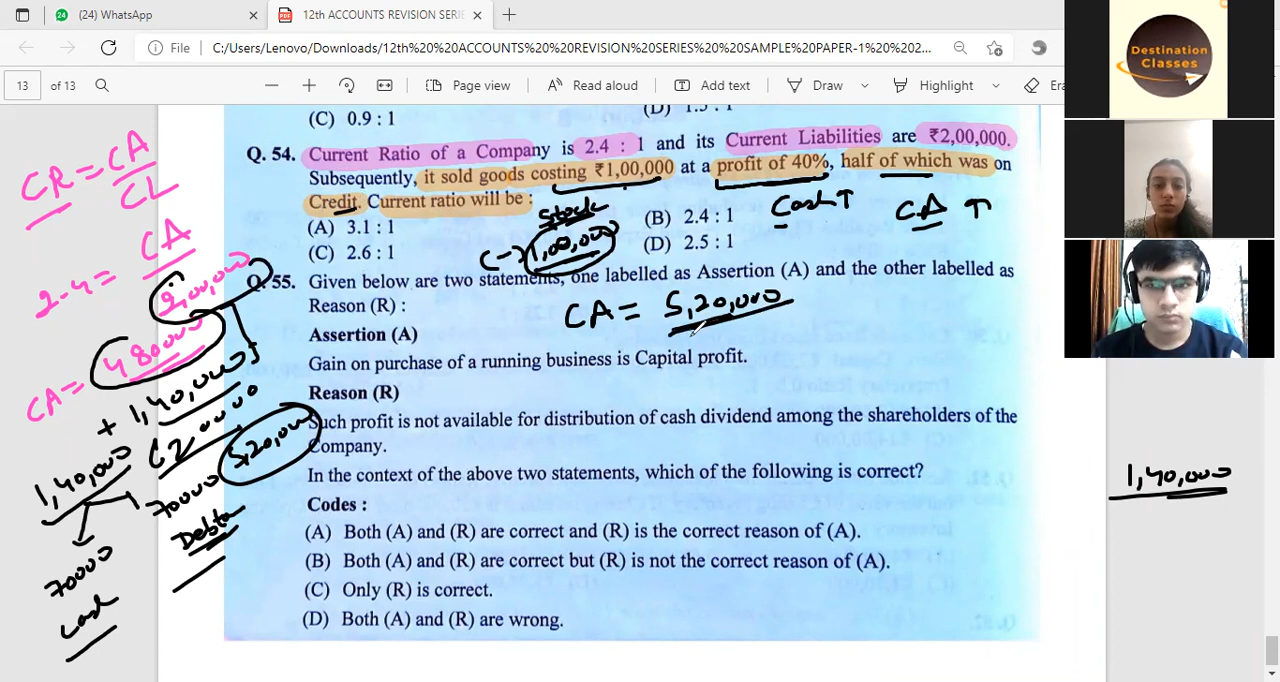 (24) WhatsApp
12th ACCOUNTS REVISION SERIE
File
C:/Users/Lenovo/Downloads/12th%20%20ACCOUNTS%20%20REVISION%20SERIES%20%20SAMPLE%20PAPER-1%20%202...
13 of 13
Page view
Read aloud
Add text
Draw
Highlight
Era
Destination
Classes
(C) 0.9 : 1
(D) 1.5 : 1
Q. 54. Current Ratio of a Company is 2.4 : 1 and its Current Liabilities are ₹2,00,000.
Subsequently, it sold goods costing ₹1,00,000 at a profit of 40%, half of which was on
Credit. Current ratio will be :
(A) 3.1 : 1
(B) 2.4 : 1
(C) 2.6 : 1
(D) 2.5 : 1
Stock
(-) 1,00,000
Cash ↑
CA ↑
Q. 55. Given below are two statements, one labelled as Assertion (A) and the other labelled as
Reason (R) :
CA = 5,20,000
Assertion (A)
Gain on purchase of a running business is Capital profit.
Reason (R)
Such profit is not available for distribution of cash dividend among the shareholders of the
Company.
In the context of the above two statements, which of the following is correct?
Codes :
(A) Both (A) and (R) are correct and (R) is the correct reason of (A).
(B) Both (A) and (R) are correct but (R) is not the correct reason of (A).
(C) Only (R) is correct.
(D) Both (A) and (R) are wrong.
CR = CA
CL
2.4 = CA
2,00,000
CA = 480000
+ 1,40,000
5,20,000
1,40,000
70000
Debtor
70000
Cash
1,40,000